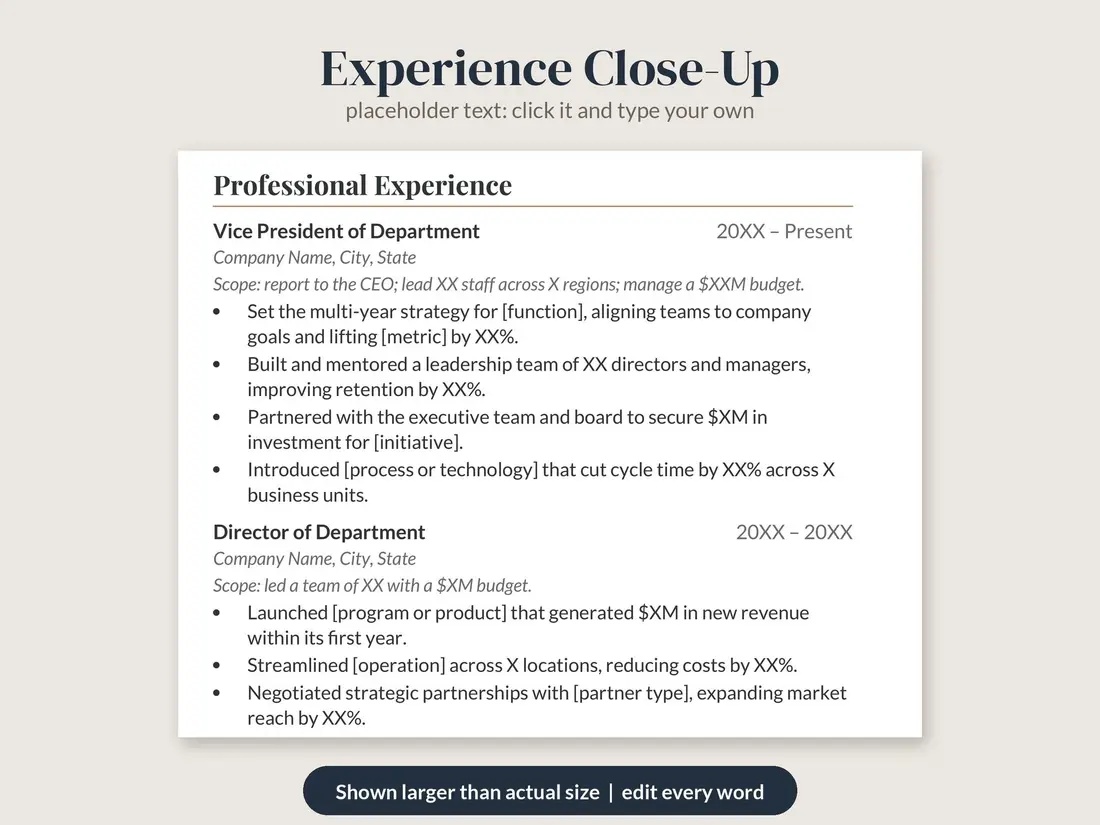 Experience Close-Up
placeholder text: click it and type your own
Professional Experience
Vice President of Department 20XX – Present
Company Name, City, State
Scope: report to the CEO; lead XX staff across X regions; manage a $XXM budget.
• Set the multi-year strategy for [function], aligning teams to company
goals and lifting [metric] by XX%.
• Built and mentored a leadership team of XX directors and managers,
improving retention by XX%.
• Partnered with the executive team and board to secure $XM in
investment for [initiative].
• Introduced [process or technology] that cut cycle time by XX% across X
business units.
Director of Department 20XX – 20XX
Company Name, City, State
Scope: led a team of XX with a $XM budget.
• Launched [program or product] that generated $XM in new revenue
within its first year.
• Streamlined [operation] across X locations, reducing costs by XX%.
• Negotiated strategic partnerships with [partner type], expanding market
reach by XX%.
Shown larger than actual size | edit every word